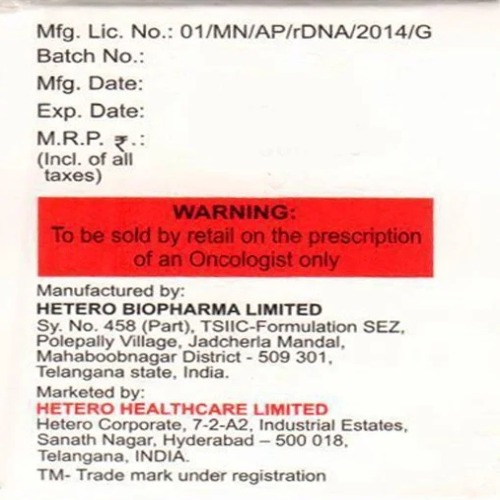 Mfg. Lic. No.: 01/MN/AP/rDNA/2014/G
Batch No.:
Mfg. Date:
Exp. Date:
M.R.P. ₹.:
(Incl. of all
taxes)
WARNING:
To be sold by retail on the prescription
of an Oncologist only
Manufactured by:
HETERO BIOPHARMA LIMITED
Sy. No. 458 (Part), TSIIC-Formulation SEZ,
Polepally Village, Jadcherla Mandal,
Mahaboobnagar District - 509 301,
Telangana state, India.
Marketed by:
HETERO HEALTHCARE LIMITED
Hetero Corporate, 7-2-A2, Industrial Estates,
Sanath Nagar, Hyderabad – 500 018,
Telangana, INDIA.
TM- Trade mark under registration